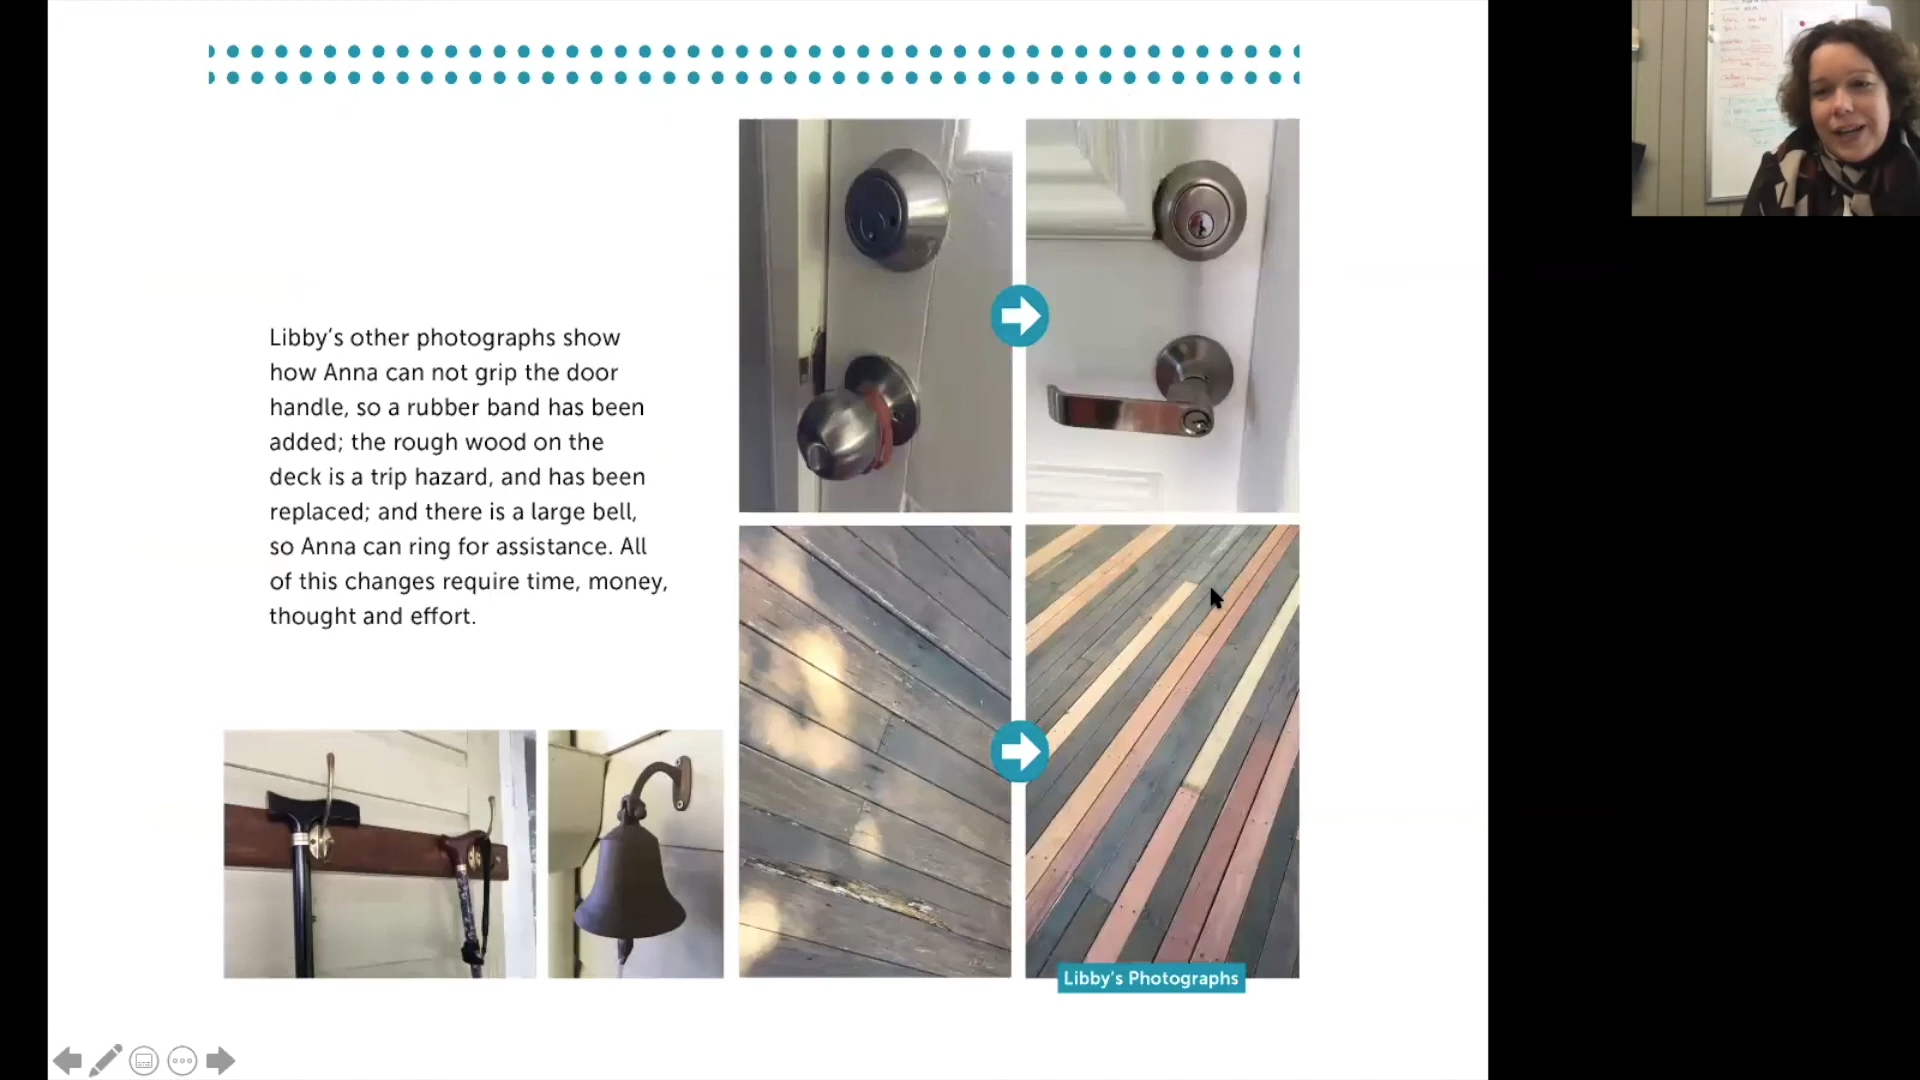 Libby's other photographs show
how Anna can not grip the door
handle, so a rubber band has been
added; the rough wood on the
deck is a trip hazard, and has been
replaced; and there is a large bell,
so Anna can ring for assistance. All
of this changes require time, money,
thought and effort.
Libby's Photographs